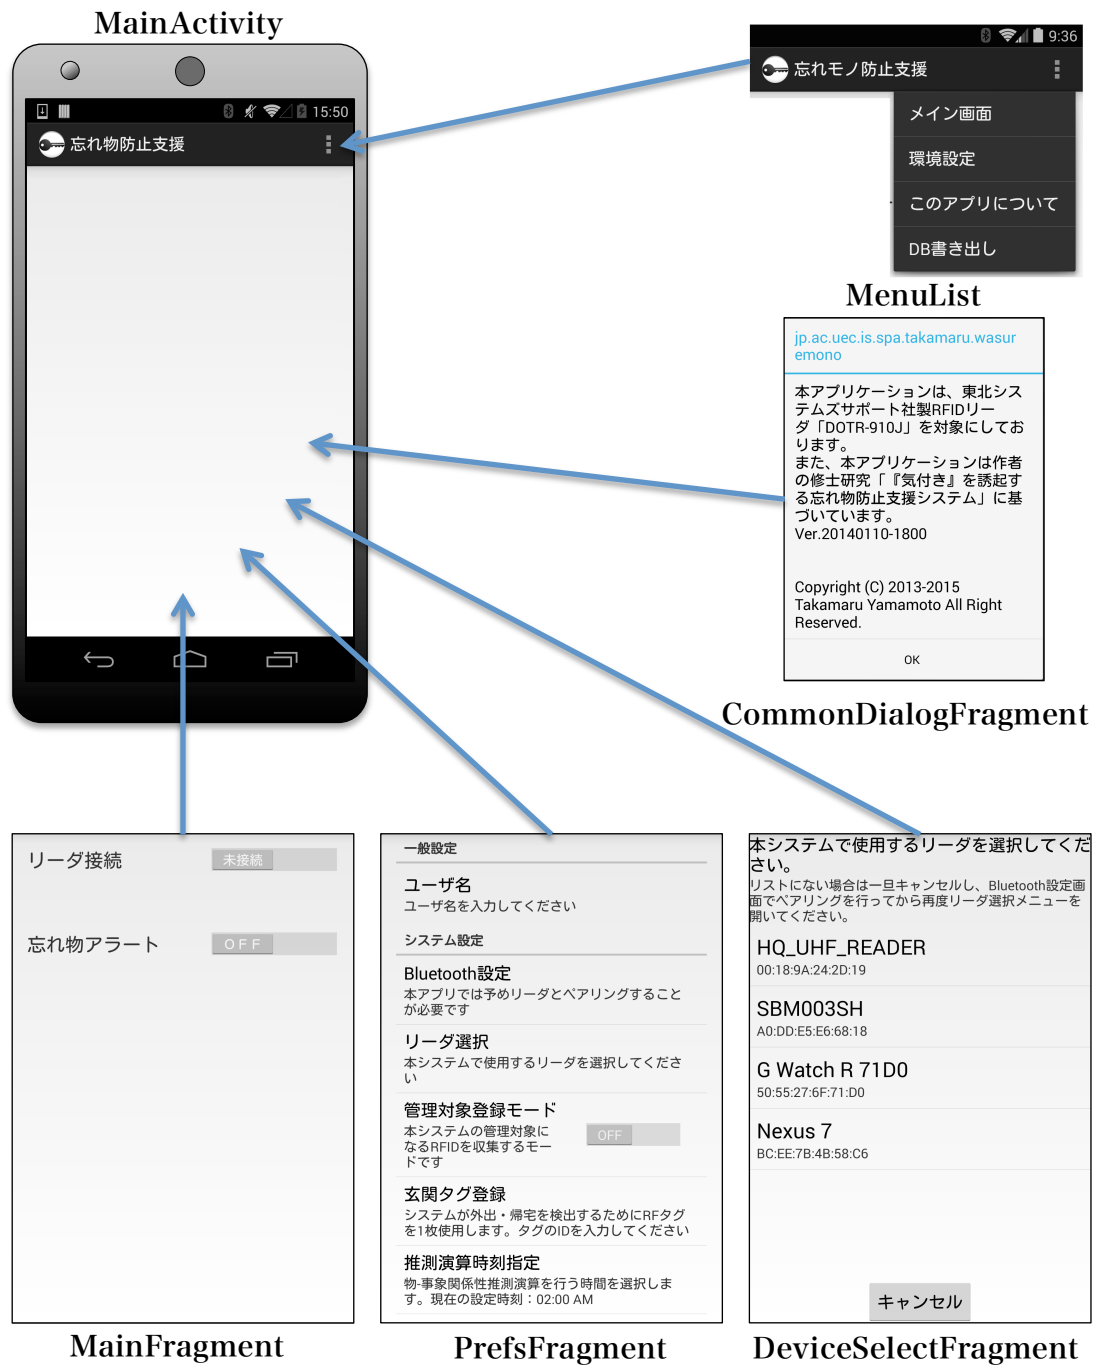 MainActivity
15:50
忘れ物防止支援
9:36
忘れモノ防止支援
メイン画面
環境設定
このアプリについて
DB書き出し
MenuList
jp.ac.uec.is.spa.takamaru.wasur
emono
本アプリケーションは、東北シス
テムズサポート社製RFIDリー
ダ「DOTR-910J」を対象にしてお
ります。
また、本アプリケーションは作者
の修士研究「『気付き』を誘起す
る忘れ物防止支援システム」に基
づいています。
Ver.20140110-1800
Copyright (C) 2013-2015
Takamaru Yamamoto All Right
Reserved.
OK
CommonDialogFragment
リーダ接続
未接続
忘れ物アラート
OFF
MainFragment
一般設定
ユーザ名
ユーザ名を入力してください
システム設定
Bluetooth設定
本アプリでは予めリーダとペアリングすること
が必要です
リーダ選択
本システムで使用するリーダを選択してくださ
い
管理対象登録モード
本システムの管理対象に
なるRFIDを収集するモー
ドです
OFF
玄関タグ登録
システムが外出・帰宅を検出するためにRFタグ
を1枚使用します。タグのIDを入力してください
推測演算時刻指定
物-事象関係性推測演算を行う時間を選択しま
す。現在の設定時刻：02:00 AM
PrefsFragment
本システムで使用するリーダを選択してくだ
さい。
リストにない場合は一旦キャンセルし、Bluetooth設定画
面でペアリングを行ってから再度リーダ選択メニューを
開いてください。
HQ_UHF_READER
00:18:9A:24:2D:19
SBM003SH
A0:DD:E5:E6:68:18
G Watch R 71D0
50:55:27:6F:71:D0
Nexus 7
BC:EE:7B:4B:58:C6
キャンセル
DeviceSelectFragment